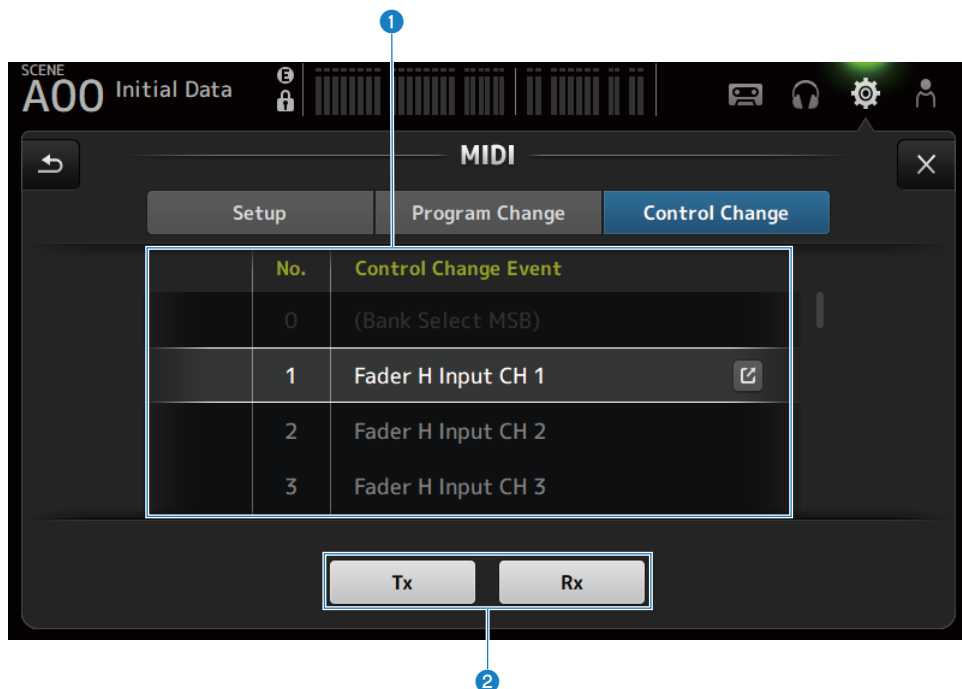 1
SCENE
A00 Initial Data
E
MIDI
Setup Program Change Control Change
No. Control Change Event
0 (Bank Select MSB)
1 Fader H Input CH 1
2 Fader H Input CH 2
3 Fader H Input CH 3
Tx Rx
2